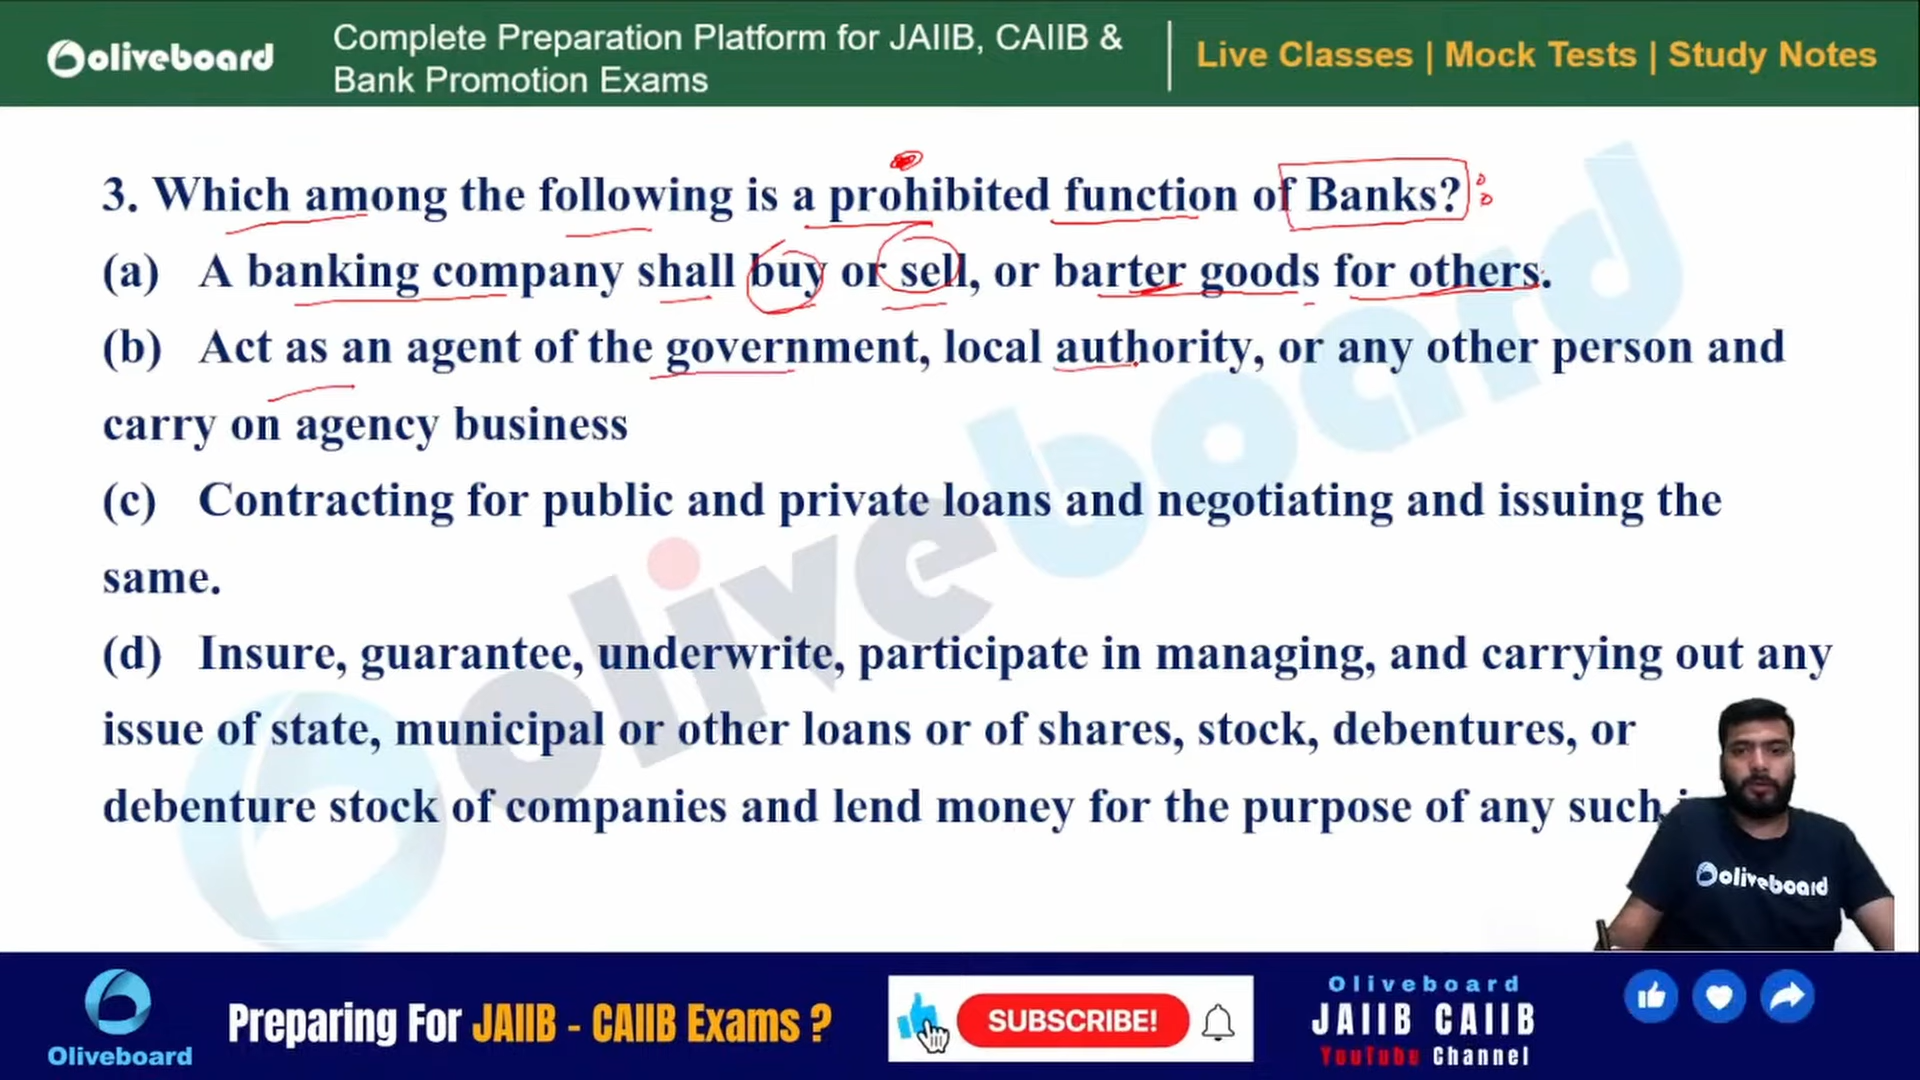 oliveboard
Complete Preparation Platform for JAIIB, CAIIB &
Bank Promotion Exams
Live Classes | Mock Tests | Study Notes
3. Which among the following is a prohibited function of Banks?
(a) A banking company shall buy or sell, or barter goods for others.
(b) Act as an agent of the government, local authority, or any other person and
carry on agency business
(c) Contracting for public and private loans and negotiating and issuing the
same.
(d) Insure, guarantee, underwrite, participate in managing, and carrying out any
issue of state, municipal or other loans or of shares, stock, debentures, or
debenture stock of companies and lend money for the purpose of any such
oliveboard
oliveboard
Oliveboard
Preparing For JAIIB - CAIIB Exams ?
SUBSCRIBE!
Oliveboard
JAIIB CAIIB
YouTube Channel